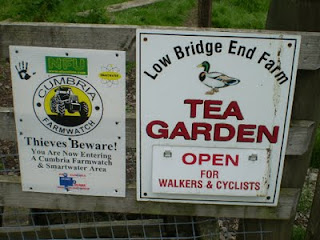 NFU
CUMBRIA
FARMWATCH
Thieves Beware!
You Are Now Entering
A Cumbria Farmwatch
& Smartwater Area
Low Bridge End Farm
TEA
GARDEN
OPEN
FOR
WALKERS & CYCLISTS